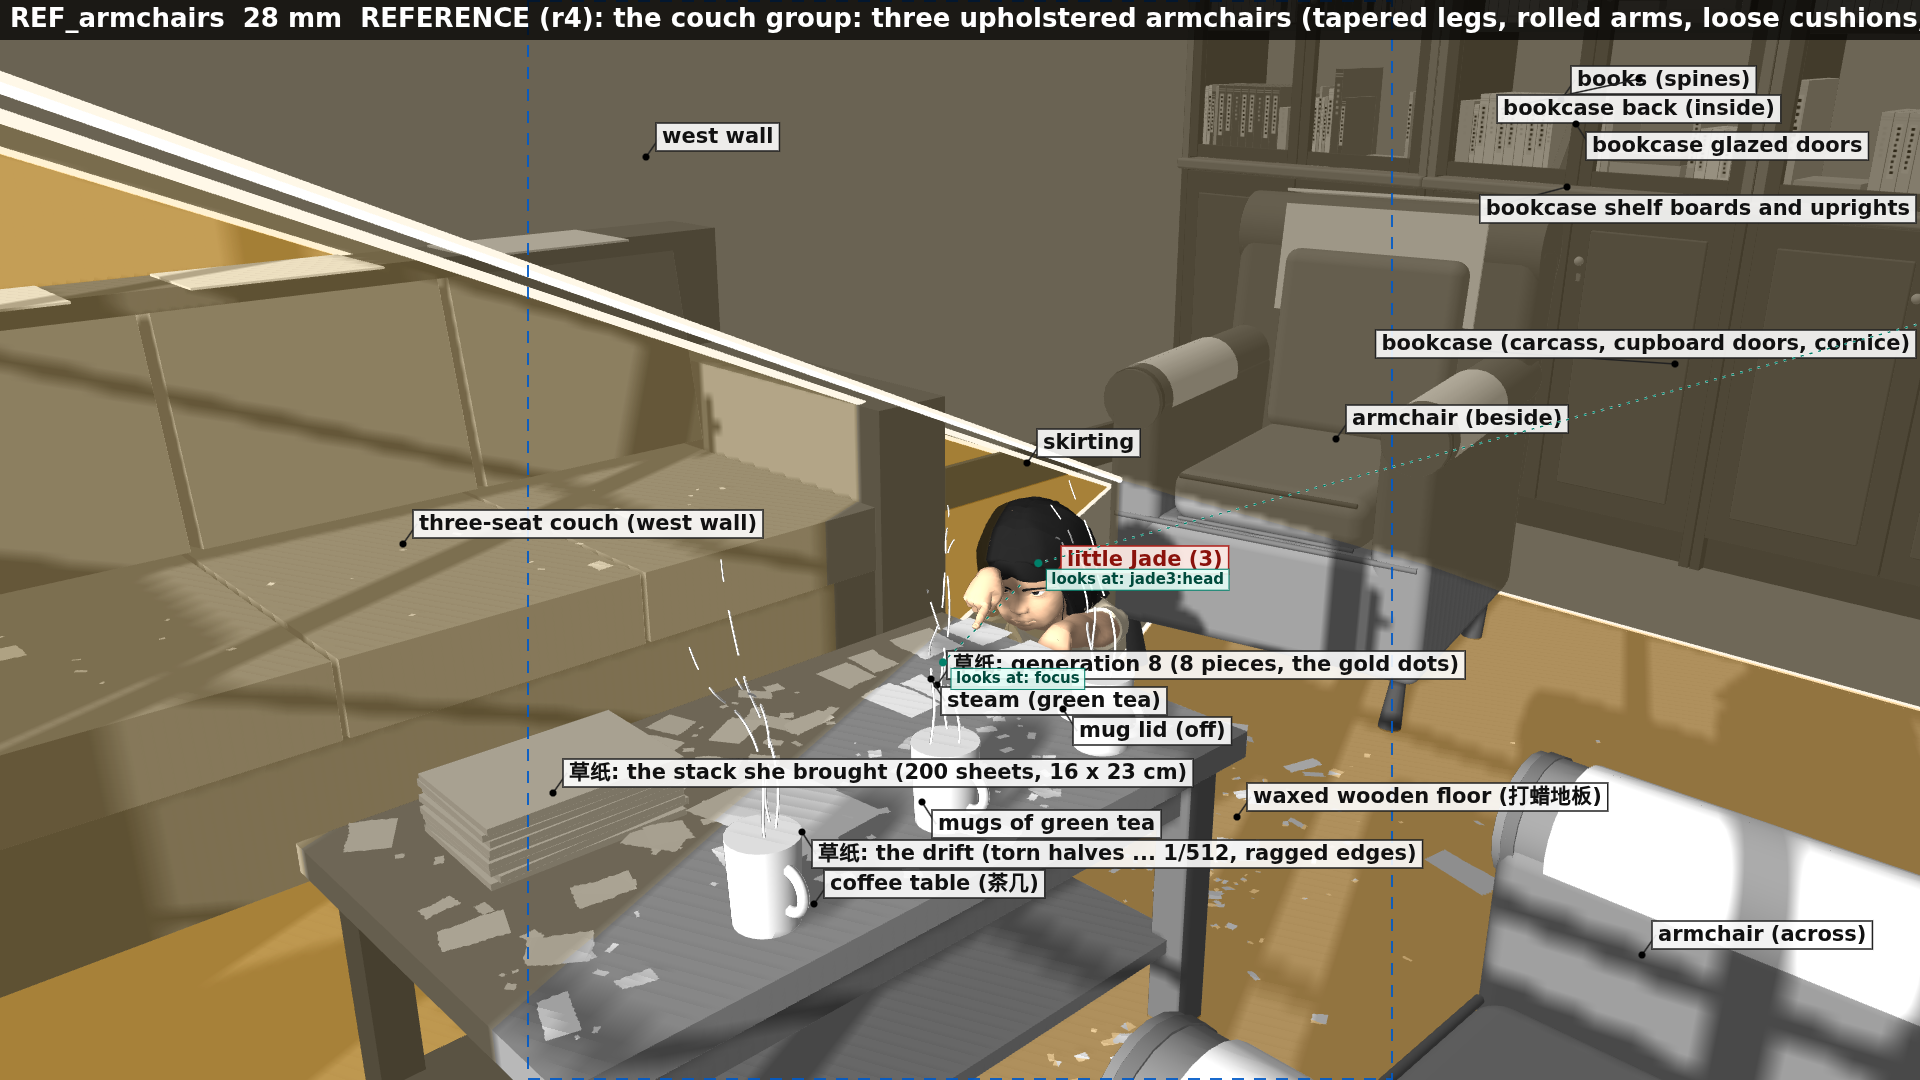 REF_armchairs 28 mm REFERENCE (r4): the couch group: three upholstered armchairs (tapered legs, rolled arms, loose cushions
books (spines)
bookcase back (inside)
west wall
bookcase glazed doors
bookcase shelf boards and uprights
bookcase (carcass, cupboard doors, cornice)
armchair (beside)
skirting
three-seat couch (west wall)
little Jade (3)
looks at: jade3:head
草纸: generation 8 (8 pieces, the gold dots)
looks at: focus
steam (green tea)
mug lid (off)
草纸: the stack she brought (200 sheets, 16 x 23 cm)
waxed wooden floor (打蜡地板)
mugs of green tea
草纸: the drift (torn halves ... 1/512, ragged edges)
coffee table (茶几)
armchair (across)